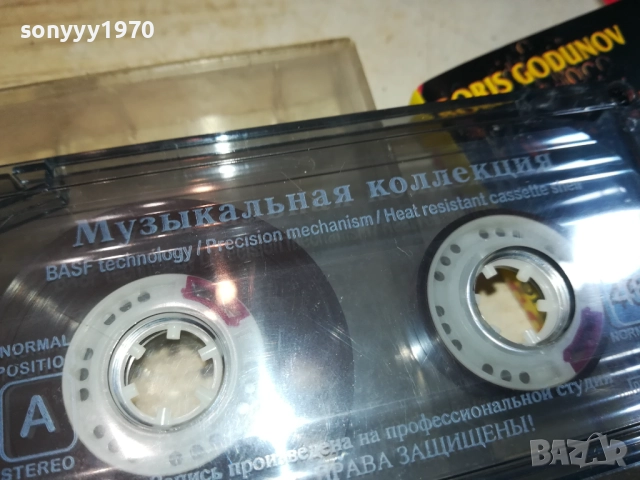 sonyyy1970
BORIS GODUNOV
Музыкальная коллекция
BASF technology / Precision mechanism / Heat resistant cassette shell
NORMAL
POSITION
A
STEREO
Запись произведена на профессиональной студии
ПРАВА ЗАЩИЩЕНЫ!
BAZAR